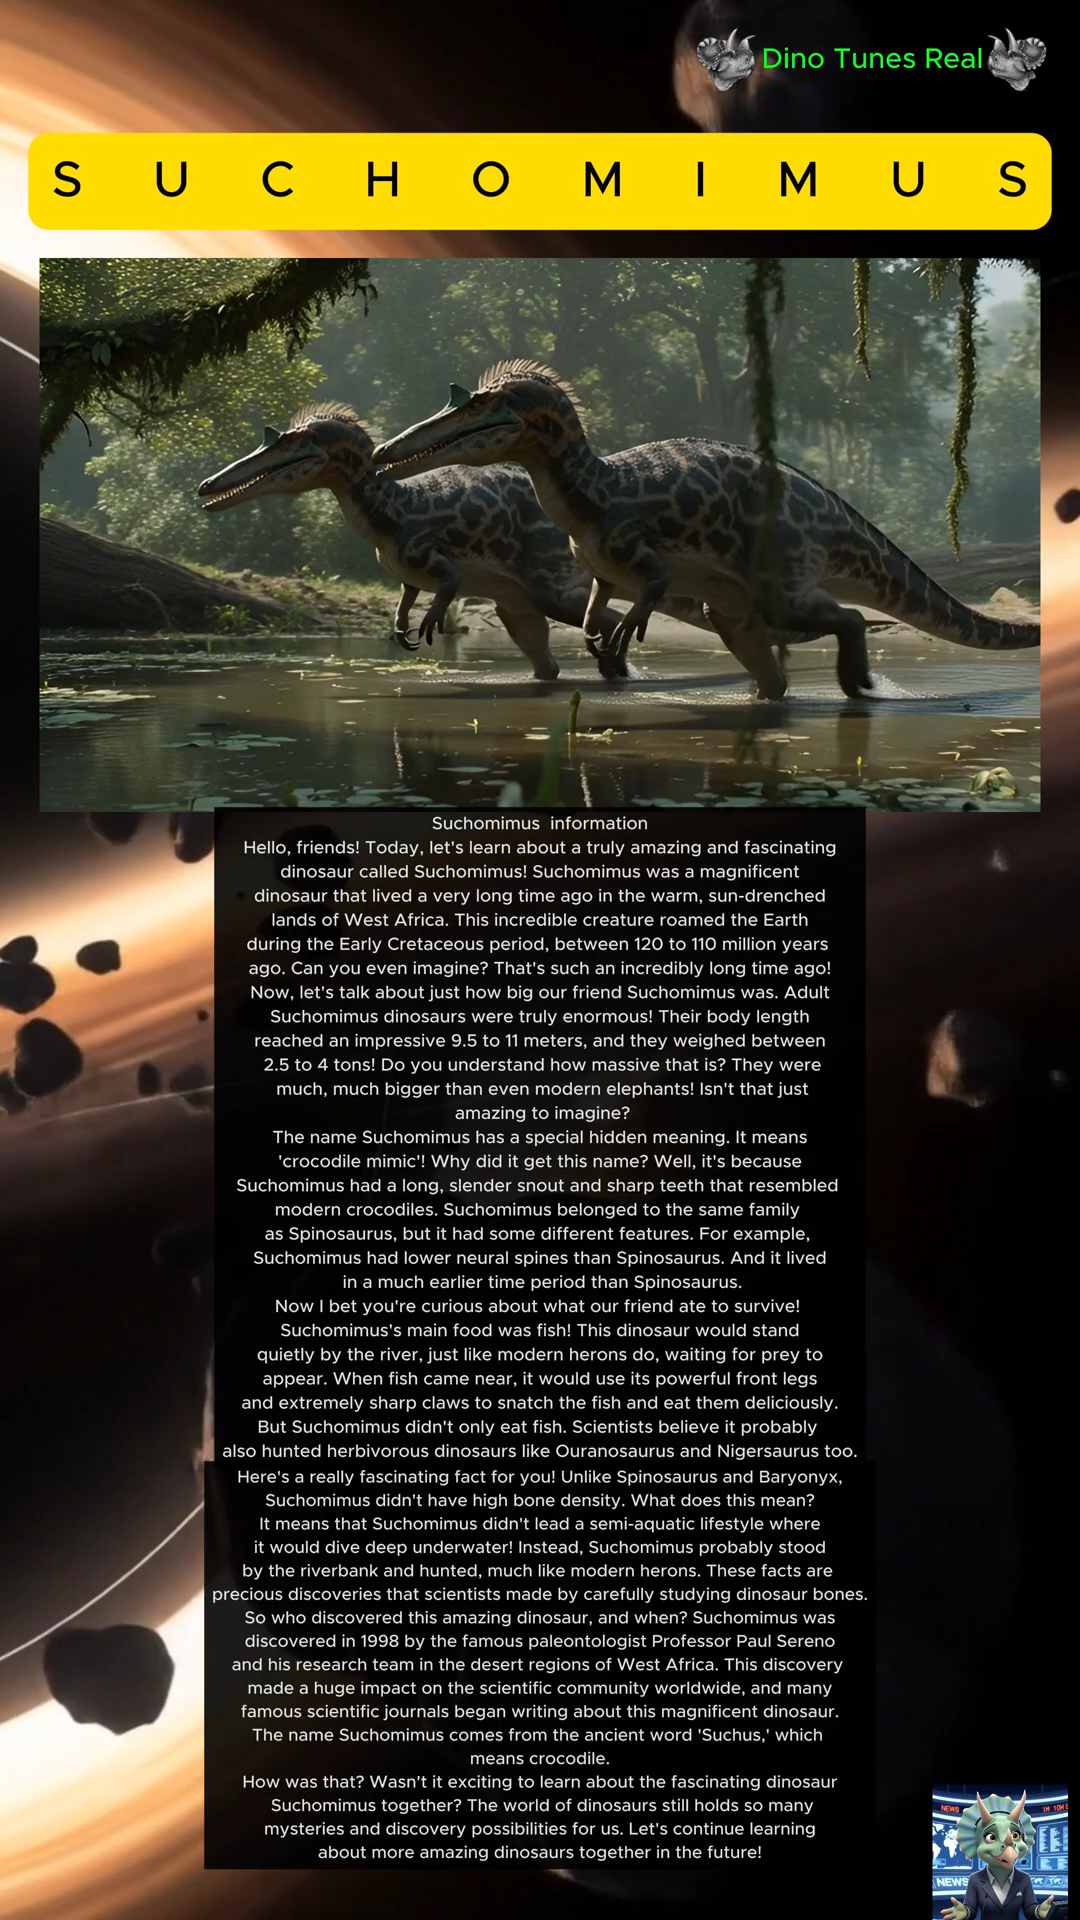 Dino Tunes Real
SUCHOMIMUS
Suchomimus information
Hello, friends! Today, let's learn about a truly amazing and fascinating
dinosaur called Suchomimus! Suchomimus was a magnificent
dinosaur that lived a very long time ago in the warm, sun-drenched
lands of West Africa. This incredible creature roamed the Earth
during the Early Cretaceous period, between 120 to 110 million years
ago. Can you even imagine? That's such an incredibly long time ago!
Now, let's talk about just how big our friend Suchomimus was. Adult
Suchomimus dinosaurs were truly enormous! Their body length
reached an impressive 9.5 to 11 meters, and they weighed between
2.5 to 4 tons! Do you understand how massive that is? They were
much, much bigger than even modern elephants! Isn't that just
amazing to imagine?
The name Suchomimus has a special hidden meaning. It means
'crocodile mimic'! Why did it get this name? Well, it's because
Suchomimus had a long, slender snout and sharp teeth that resembled
modern crocodiles. Suchomimus belonged to the same family
as Spinosaurus, but it had some different features. For example,
Suchomimus had lower neural spines than Spinosaurus. And it lived
in a much earlier time period than Spinosaurus.
Now I bet you're curious about what our friend ate to survive!
Suchomimus's main food was fish! This dinosaur would stand
quietly by the river, just like modern herons do, waiting for prey to
appear. When fish came near, it would use its powerful front legs
and extremely sharp claws to snatch the fish and eat them deliciously.
But Suchomimus didn't only eat fish. Scientists believe it probably
also hunted herbivorous dinosaurs like Ouranosaurus and Nigersaurus too.
Here's a really fascinating fact for you! Unlike Spinosaurus and Baryonyx,
Suchomimus didn't have high bone density. What does this mean?
It means that Suchomimus didn't lead a semi-aquatic lifestyle where
it would dive deep underwater! Instead, Suchomimus probably stood
by the riverbank and hunted, much like modern herons. These facts are
precious discoveries that scientists made by carefully studying dinosaur bones.
So who discovered this amazing dinosaur, and when? Suchomimus was
discovered in 1998 by the famous paleontologist Professor Paul Sereno
and his research team in the desert regions of West Africa. This discovery
made a huge impact on the scientific community worldwide, and many
famous scientific journals began writing about this magnificent dinosaur.
The name Suchomimus comes from the ancient word 'Suchus,' which
means crocodile.
How was that? Wasn't it exciting to learn about the fascinating dinosaur
Suchomimus together? The world of dinosaurs still holds so many
mysteries and discovery possibilities for us. Let's continue learning
about more amazing dinosaurs together in the future!
NEWS
NEWS